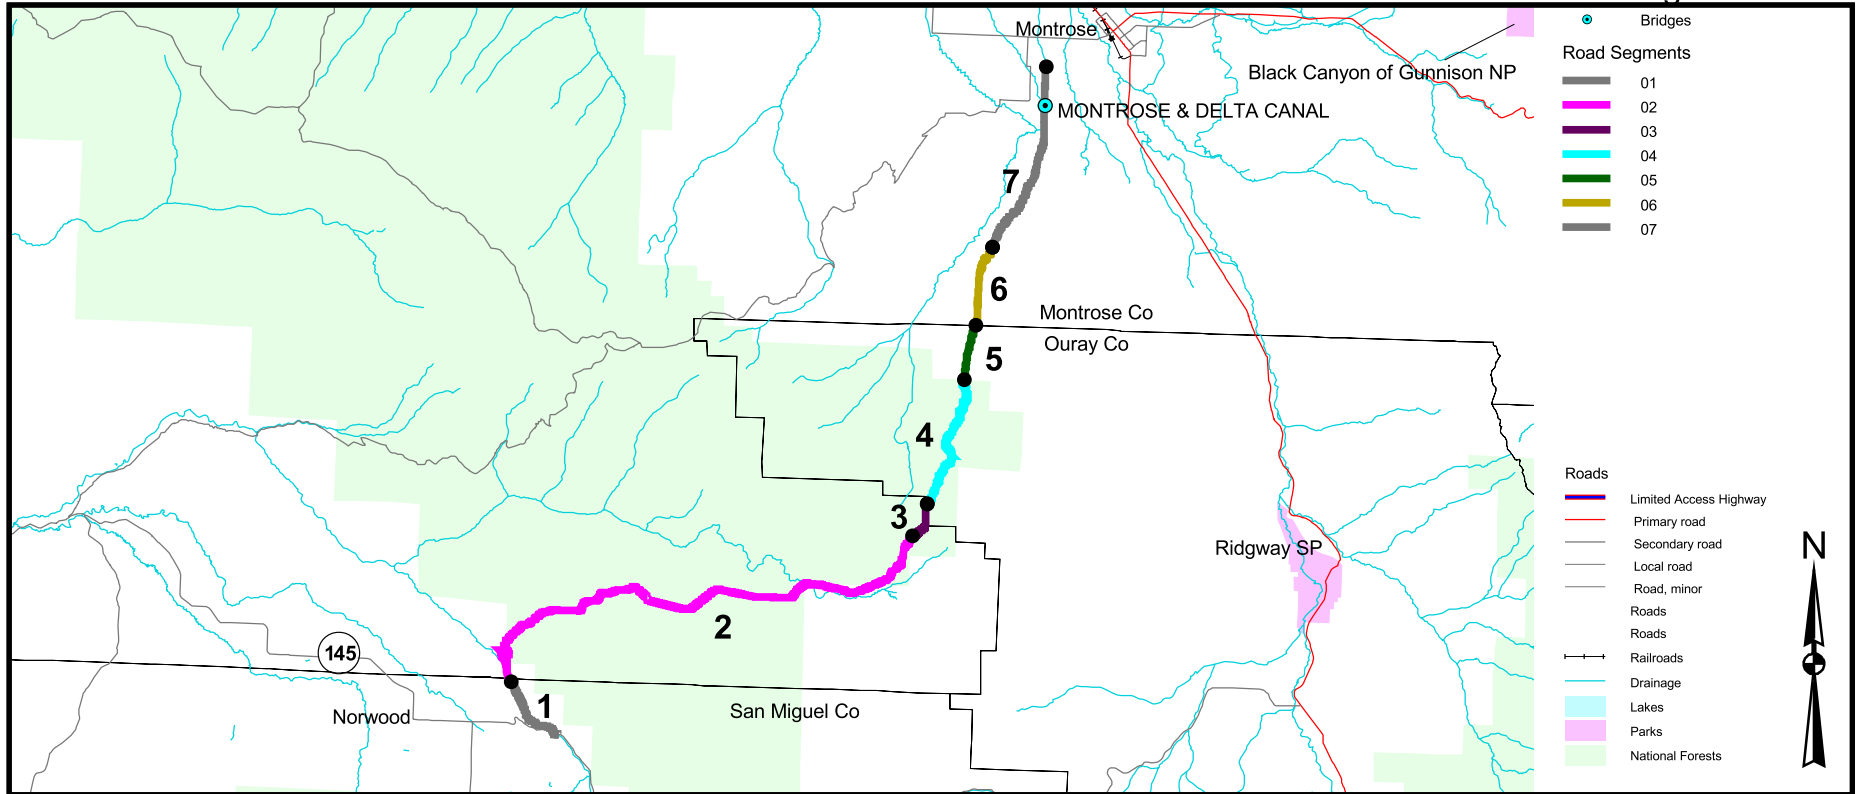 Montrose
Black Canyon of Gunnison NP
MONTROSE & DELTA CANAL
7
6
Montrose Co
Ouray Co
5
4
3
Ridgway SP
2
145
1
Norwood
San Miguel Co
Bridges
Road Segments
01
02
03
04
05
06
07
Roads
Limited Access Highway
Primary road
Secondary road
Local road
Road, minor
Roads
Roads
Railroads
Drainage
Lakes
Parks
National Forests
N